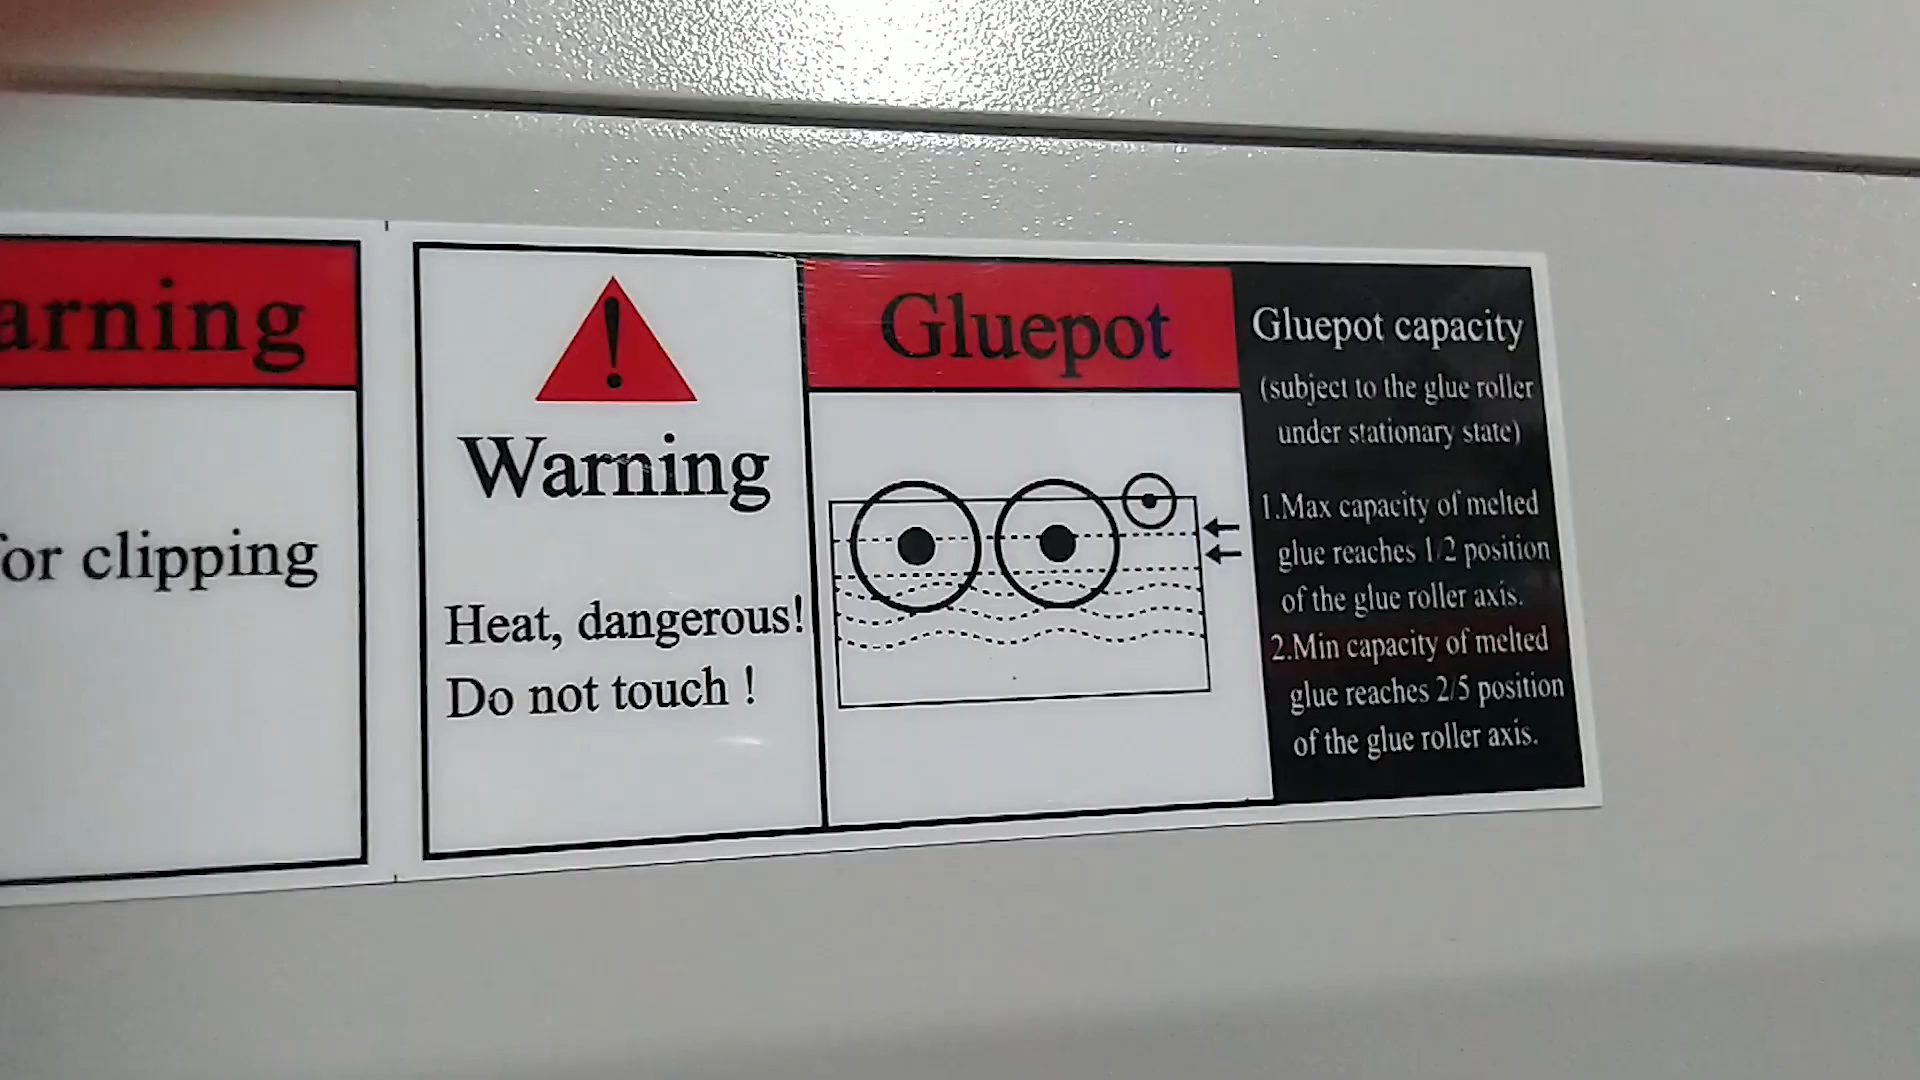 arning
or clipping
!
Warning
Heat, dangerous!
Do not touch !
Gluepot
Gluepot capacity
(subject to the glue roller
under stationary state)
1.Max capacity of melted
glue reaches 1/2 position
of the glue roller axis.
2.Min capacity of melted
glue reaches 2/5 position
of the glue roller axis.